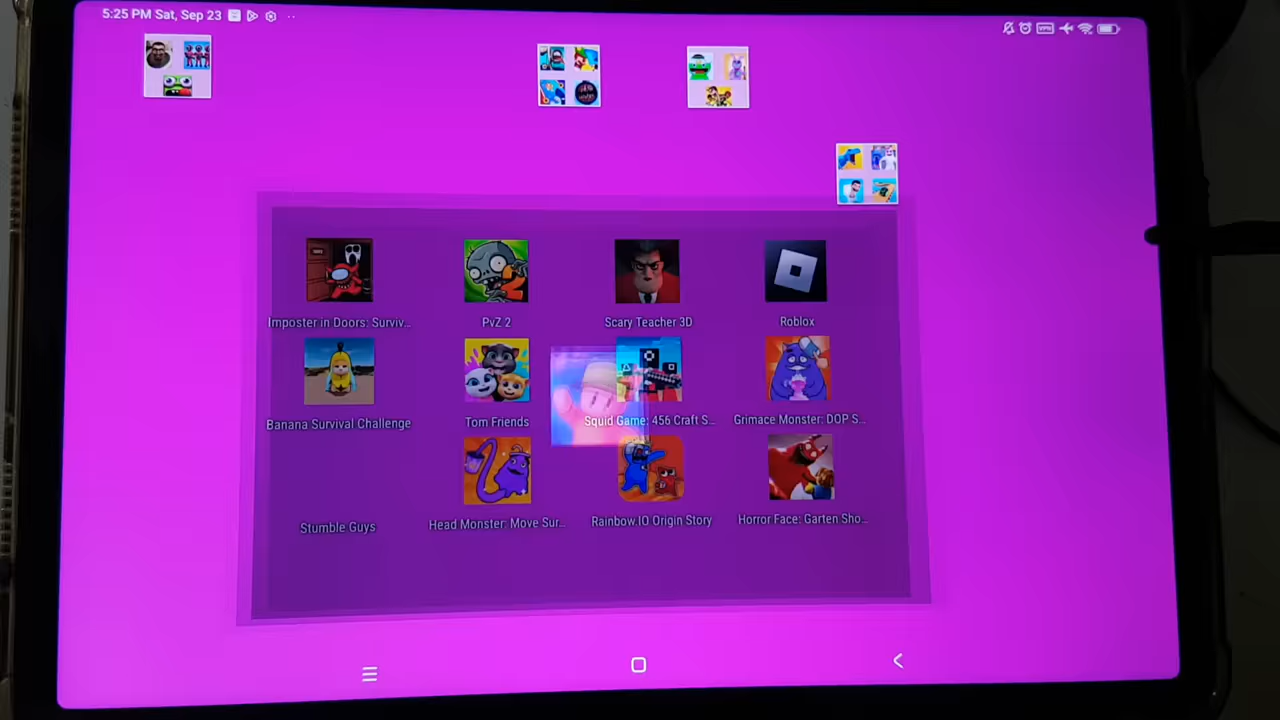 5:25 PM Sat, Sep 23
VPN
Imposter in Doors: Surviv...
PvZ 2
Scary Teacher 3D
Roblox
Banana Survival Challenge
Tom Friends
Squid Game: 456 Craft S...
Grimace Monster: DOP S...
Stumble Guys
Head Monster: Move Sur...
Rainbow.IO Origin Story
Horror Face: Garten Sho...